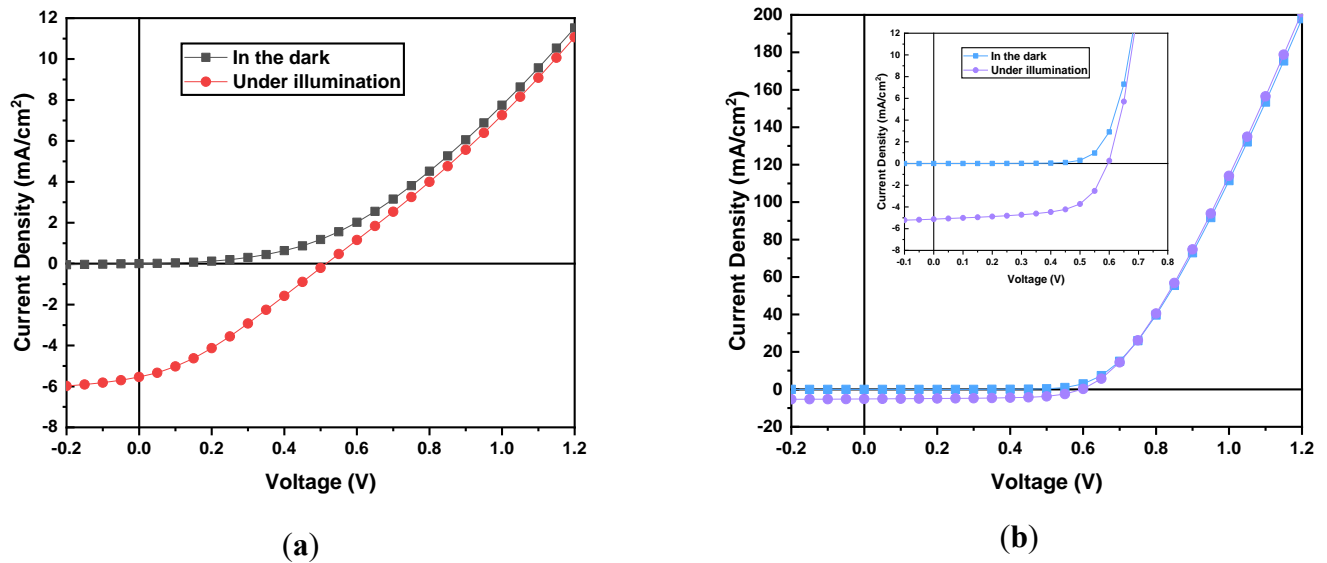 12
10
8
6
4
2
0
-2
-4
-6
-8
-0.2 0.0 0.2 0.4 0.6 0.8 1.0 1.2
Current Density (mA/cm²)
Voltage (V)
In the dark
Under illumination
(a)
200
180
160
140
120
100
80
60
40
20
0
-20
-0.2 0.0 0.2 0.4 0.6 0.8 1.0 1.2
Current Density (mA/cm²)
Voltage (V)
12
10
8
6
4
2
0
-2
-4
-6
-8
-0.1 0.0 0.1 0.2 0.3 0.4 0.5 0.6 0.7 0.8
Current Density (mA/cm²)
Voltage (V)
In the dark
Under illumination
(b)